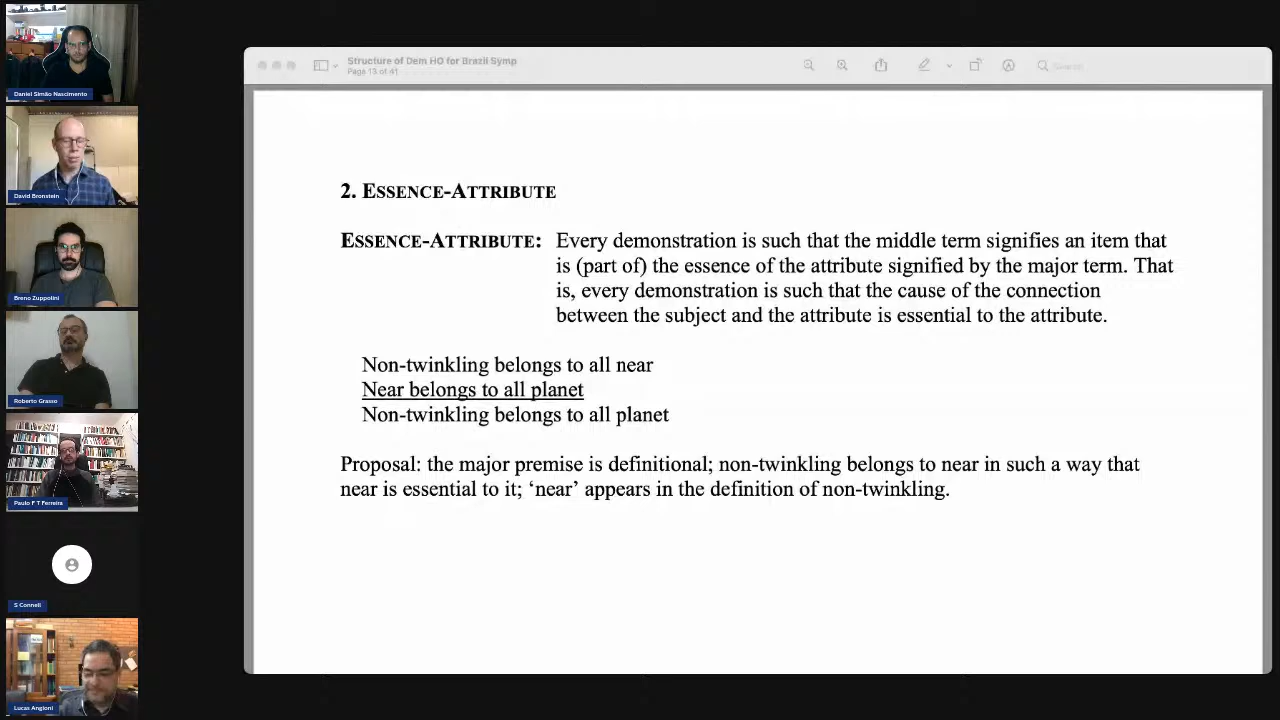 Daniel Simão Nascimento
David Bronstein
Breno Zuppolini
Roberto Grasso
Paulo F T Ferreira
S Connell
Lucas Angioni
Structure of Dem HO for Brazil Symp
Page 13 of 41
Search
2. ESSENCE-ATTRIBUTE
ESSENCE-ATTRIBUTE: Every demonstration is such that the middle term signifies an item that
is (part of) the essence of the attribute signified by the major term. That
is, every demonstration is such that the cause of the connection
between the subject and the attribute is essential to the attribute.
Non-twinkling belongs to all near
Near belongs to all planet
Non-twinkling belongs to all planet
Proposal: the major premise is definitional; non-twinkling belongs to near in such a way that
near is essential to it; ‘near’ appears in the definition of non-twinkling.